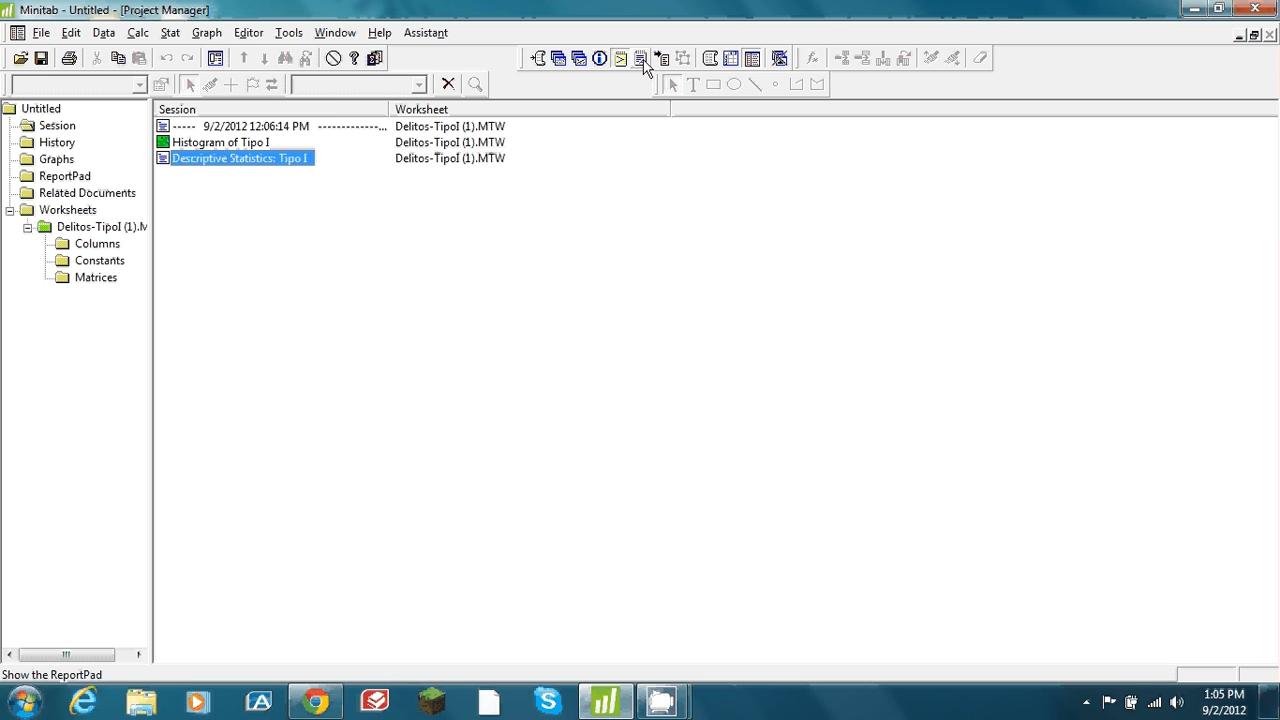 Minitab - Untitled - [Project Manager]
File Edit Data Calc Stat Graph Editor Tools Window Help Assistant
Untitled
Session
History
Graphs
ReportPad
Related Documents
Worksheets
Delitos-TipoI (1).M
Columns
Constants
Matrices
Session Worksheet
----- 9/2/2012 12:06:14 PM -------------... Delitos-TipoI (1).MTW
Histogram of Tipo I Delitos-TipoI (1).MTW
Descriptive Statistics: Tipo I Delitos-TipoI (1).MTW
Show the ReportPad
1:05 PM
9/2/2012